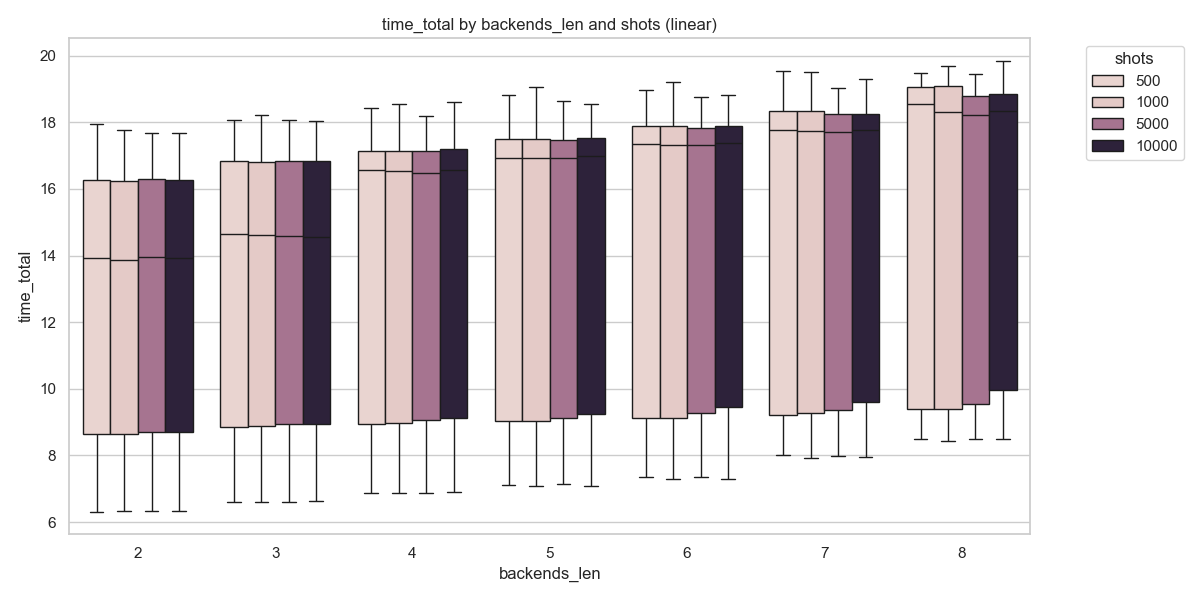 time_total by backends_len and shots (linear)
shots
500
1000
5000
10000
time_total
20
18
16
14
12
10
8
6
2 3 4 5 6 7 8
backends_len